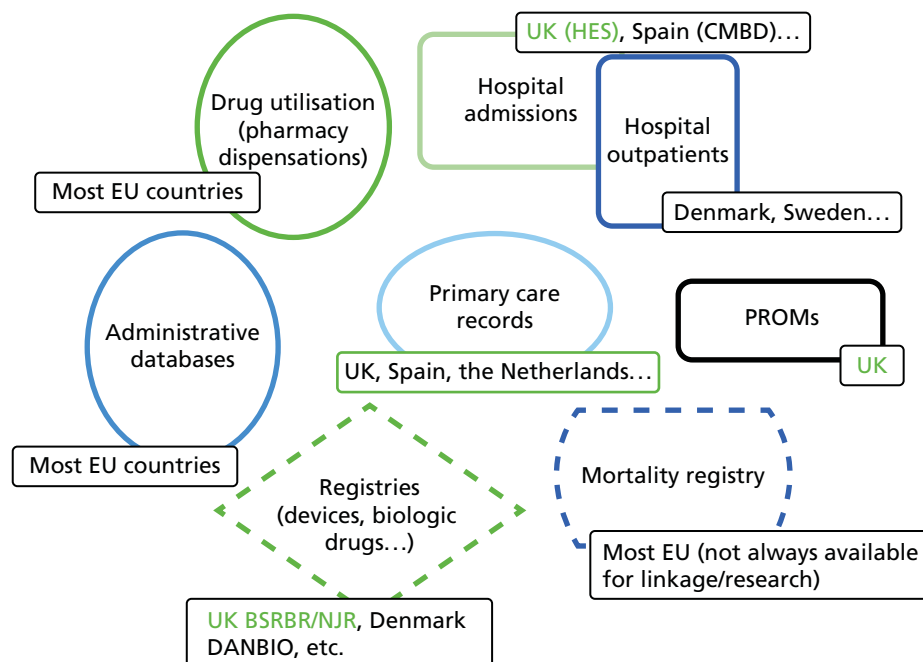 UK (HES), Spain (CMBD)…
Drug utilisation
(pharmacy
dispensations)
Most EU countries
Hospital
admissions
Hospital
outpatients
Denmark, Sweden…
Administrative
databases
Most EU countries
Primary care
records
UK, Spain, the Netherlands…
PROMs
UK
Registries
(devices, biologic
drugs…)
UK BSRBR/NJR, Denmark
DANBIO, etc.
Mortality registry
Most EU (not always available
for linkage/research)